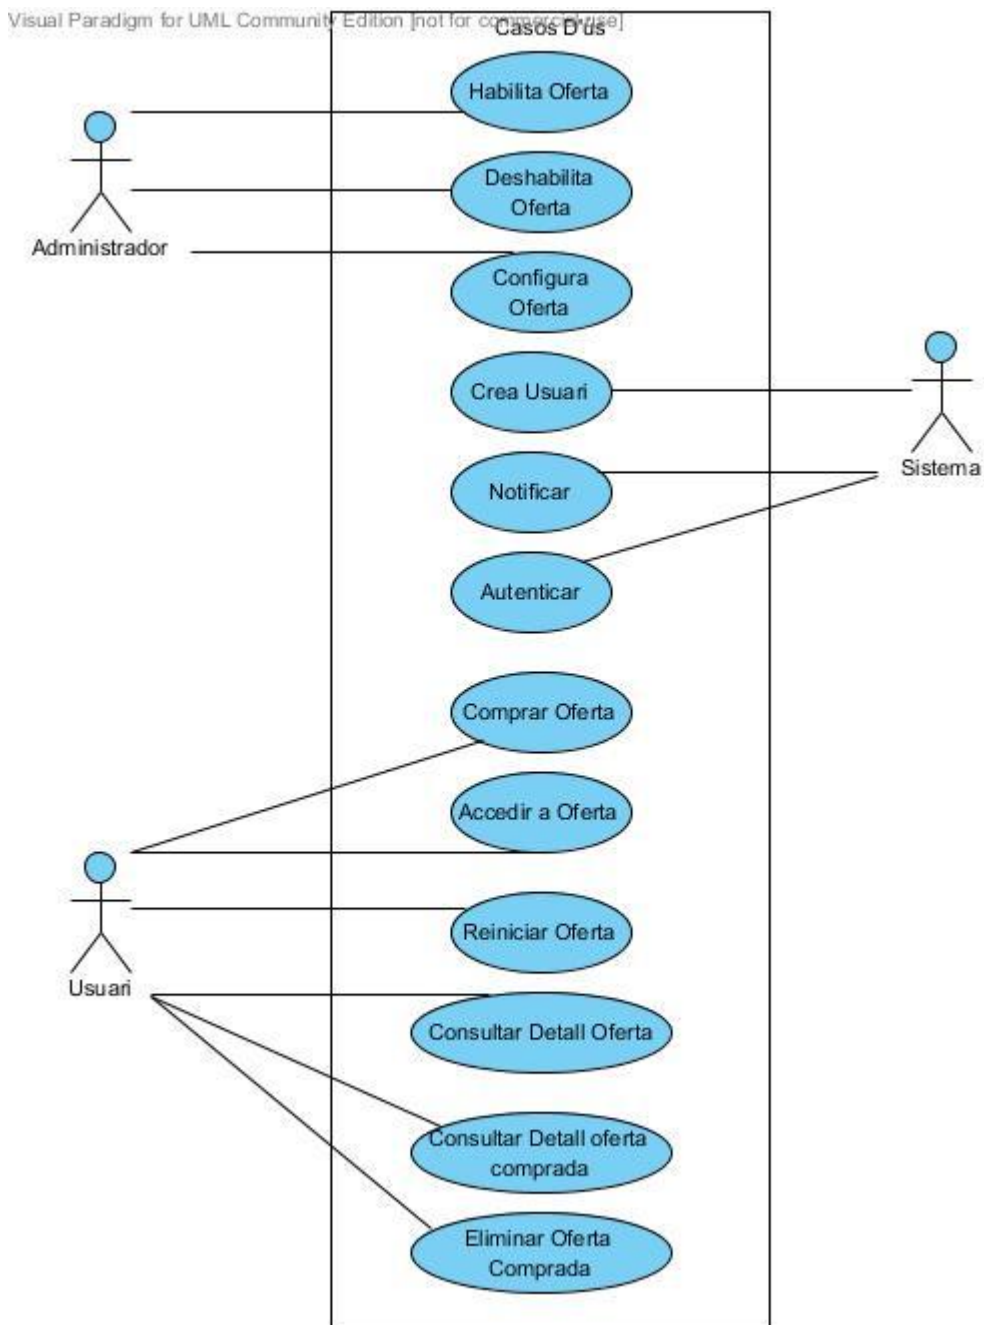 Visual Paradigm for UML Community Edition [not for commercial use]
Casos D'us
Habilita Oferta
Deshabilita
Oferta
Administrador
Configura
Oferta
Crea Usuari
Sistema
Notificar
Autenticar
Comprar Oferta
Accedir a Oferta
Reiniciar Oferta
Usuari
Consultar Detall Oferta
Consultar Detall oferta
comprada
Eliminar Oferta
Comprada